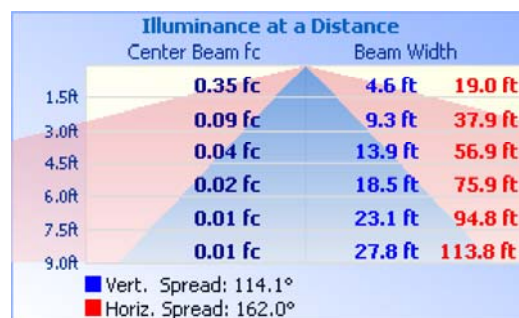 Illuminance at a Distance
Center Beam fc Beam Width
1.5ft 0.35 fc 4.6 ft 19.0 ft
3.0ft 0.09 fc 9.3 ft 37.9 ft
4.5ft 0.04 fc 13.9 ft 56.9 ft
6.0ft 0.02 fc 18.5 ft 75.9 ft
7.5ft 0.01 fc 23.1 ft 94.8 ft
9.0ft 0.01 fc 27.8 ft 113.8 ft
Vert. Spread: 114.1°
Horiz. Spread: 162.0°